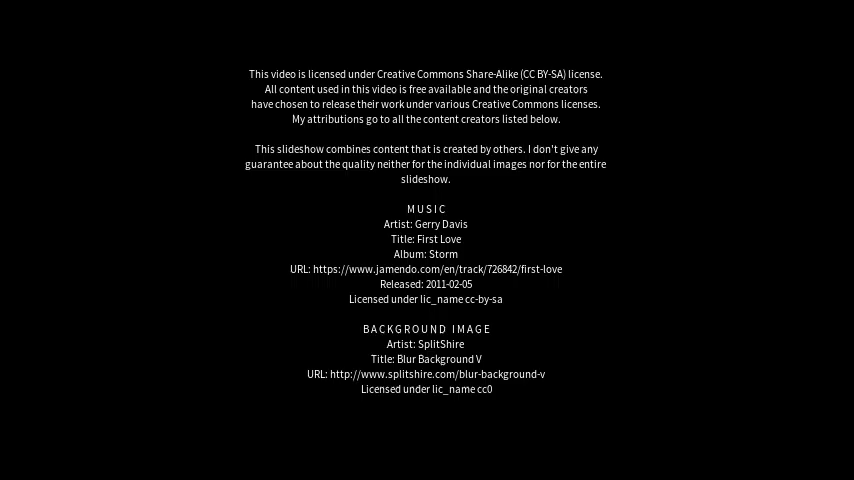 This video is licensed under Creative Commons Share-Alike (CC BY-SA) license.
All content used in this video is free available and the original creators
have chosen to release their work under various Creative Commons licenses.
My attributions go to all the content creators listed below.
This slideshow combines content that is created by others. I don't give any
guarantee about the quality neither for the individual images nor for the entire
slideshow.
MUSIC
Artist: Gerry Davis
Title: First Love
Album: Storm
URL: https://www.jamendo.com/en/track/726842/first-love
Released: 2011-02-05
Licensed under lic_name cc-by-sa
BACKGROUND IMAGE
Artist: SplitShire
Title: Blur Background V
URL: http://www.splitshire.com/blur-background-v
Licensed under lic_name cc0